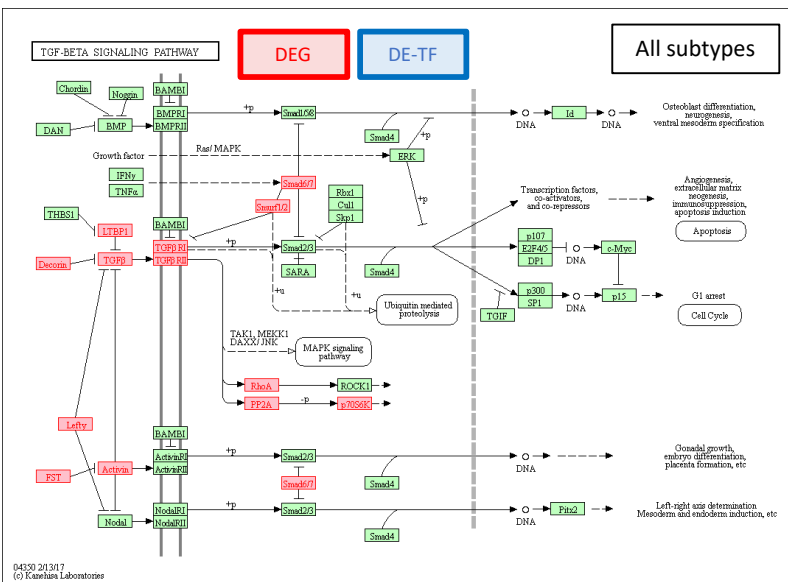 TGF-BETA SIGNALING PATHWAY
DEG
DE-TF
All subtypes
Chordin
Noggin
BAMBI
DAN
BMP
BMPRI
BMPRII
+p
Smad1/5/8
Smad4
+p
DNA
Id
DNA
Osteoblast differentiation,
neurogenesis,
ventral mesoderm specification
Growth factor
Ras/ MAPK
ERK
IFNγ
TNFα
Smad6/7
Smurf1/2
Rbx1
Cul1
Skp1
+p
Transcription factors,
co-activators,
and co-repressors
Angiogenesis,
extracellular matrix
neogenesis,
immunosuppression,
apoptosis induction
Apoptosis
THBS1
LTBP1
BAMBI
Decorin
TGFβ
TGFβ RI
TGFβ RII
+p
Smad2/3
SARA
Smad4
p107
E2F4/5
DP1
DNA
c-Myc
+u
+u
Ubiquitin mediated
proteolysis
p300
SP1
TGIF
DNA
p15
G1 arrest
Cell Cycle
TAK1, MEKK1
DAXX/ JNK
MAPK signaling
pathway
RhoA
ROCK1
PP2A
-p
p70S6K
Lefty
BAMBI
FST
Activin
ActivinRI
ActivinRII
+p
Smad2/3
Smad4
DNA
Gonadal growth,
embryo differentiation,
placenta formation, etc
Smad6/7
Nodal
NodalRI
NodalRII
+p
Smad2/3
Smad4
DNA
Pitx2
Left-right axis determination
Mesoderm and endoderm induction, etc
04350 2/13/17
(c) Kanehisa Laboratories